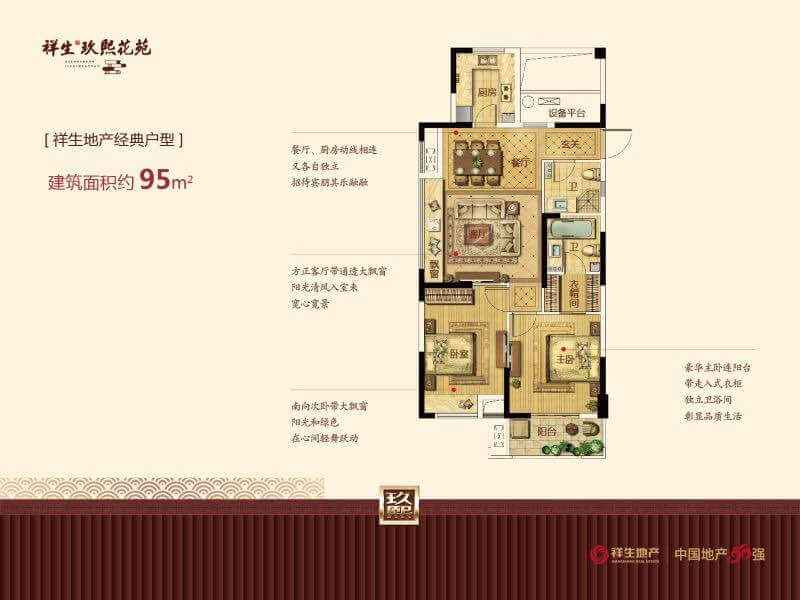 祥生 玖熙花苑
[ 祥生地产经典户型 ]
建筑面积约 95m²
餐厅、厨房动线相连
又各自独立
招待宾朋其乐融融
方正客厅带通透大飘窗
阳光清风入室来
宽心宽景
南向次卧带大飘窗
阳光和绿色
在心间轻舞跃动
豪华主卧连阳台
带走入式衣柜
独立卫浴间
彰显品质生活
厨房
设备平台
餐厅
玄关
卫
客厅
飘窗
卫
衣帽间
卧室
主卧
阳台
玖熙
祥生地产
中国地产50强